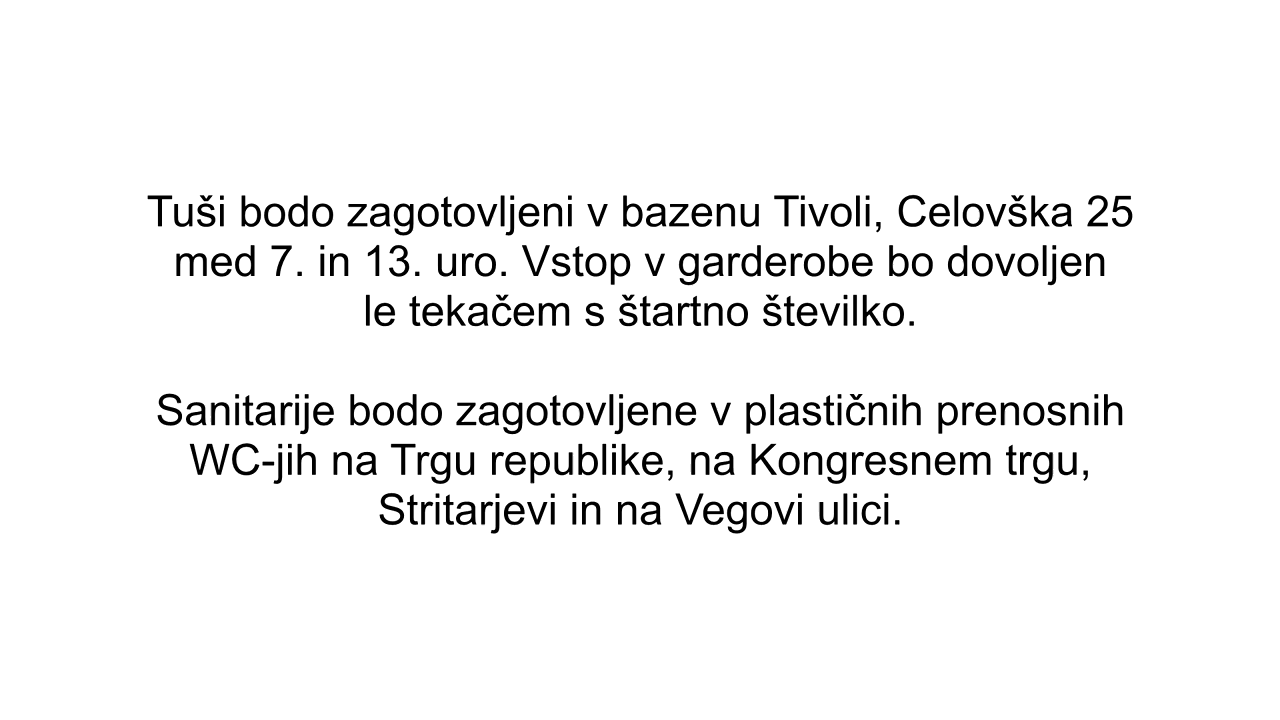 Tuši bodo zagotovljeni v bazenu Tivoli, Celovška 25
med 7. in 13. uro. Vstop v garderobe bo dovoljen
le tekačem s štartno številko.
Sanitarije bodo zagotovljene v plastičnih prenosnih
WC-jih na Trgu republike, na Kongresnem trgu,
Stritarjevi in na Vegovi ulici.